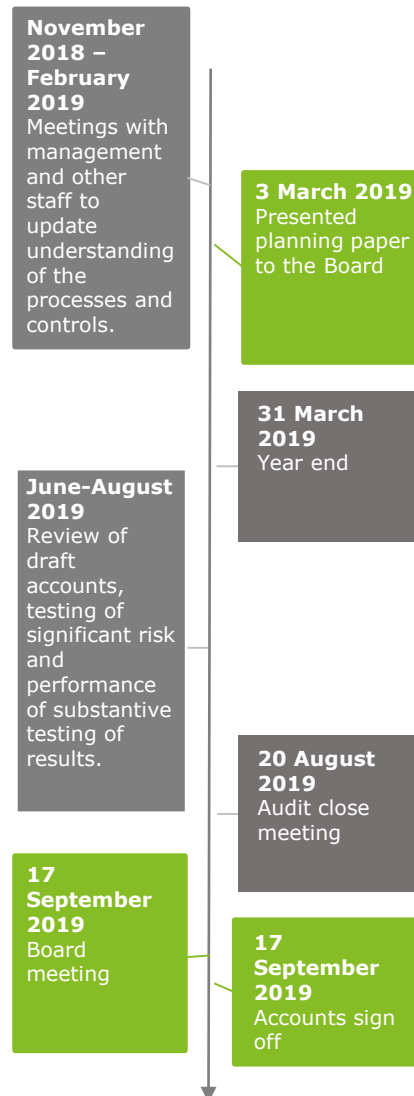 November
2018 –
February
2019
Meetings with
management
and other
staff to
update
understanding
of the
processes and
controls.
3 March 2019
Presented
planning paper
to the Board
31 March
2019
Year end
June-August
2019
Review of
draft
accounts,
testing of
significant risk
and
performance
of substantive
testing of
results.
20 August
2019
Audit close
meeting
17
September
2019
Board
meeting
17
September
2019
Accounts sign
off